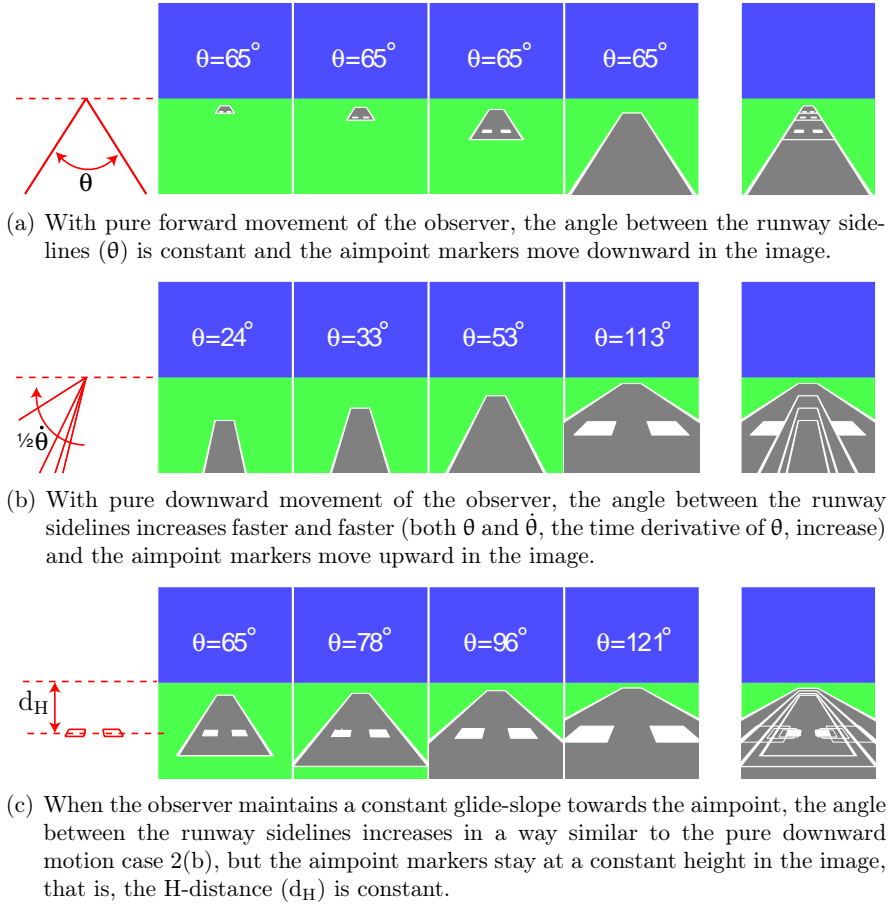 θ=65° θ=65° θ=65° θ=65°
θ
(a) With pure forward movement of the observer, the angle between the runway side-
lines (θ) is constant and the aimpoint markers move downward in the image.
θ=24° θ=33° θ=53° θ=113°
½θ̇
(b) With pure downward movement of the observer, the angle between the runway
sidelines increases faster and faster (both θ and θ̇, the time derivative of θ, increase)
and the aimpoint markers move upward in the image.
θ=65° θ=78° θ=96° θ=121°
d_H
(c) When the observer maintains a constant glide-slope towards the aimpoint, the angle
between the runway sidelines increases in a way similar to the pure downward
motion case 2(b), but the aimpoint markers stay at a constant height in the image,
that is, the H-distance (d_H) is constant.